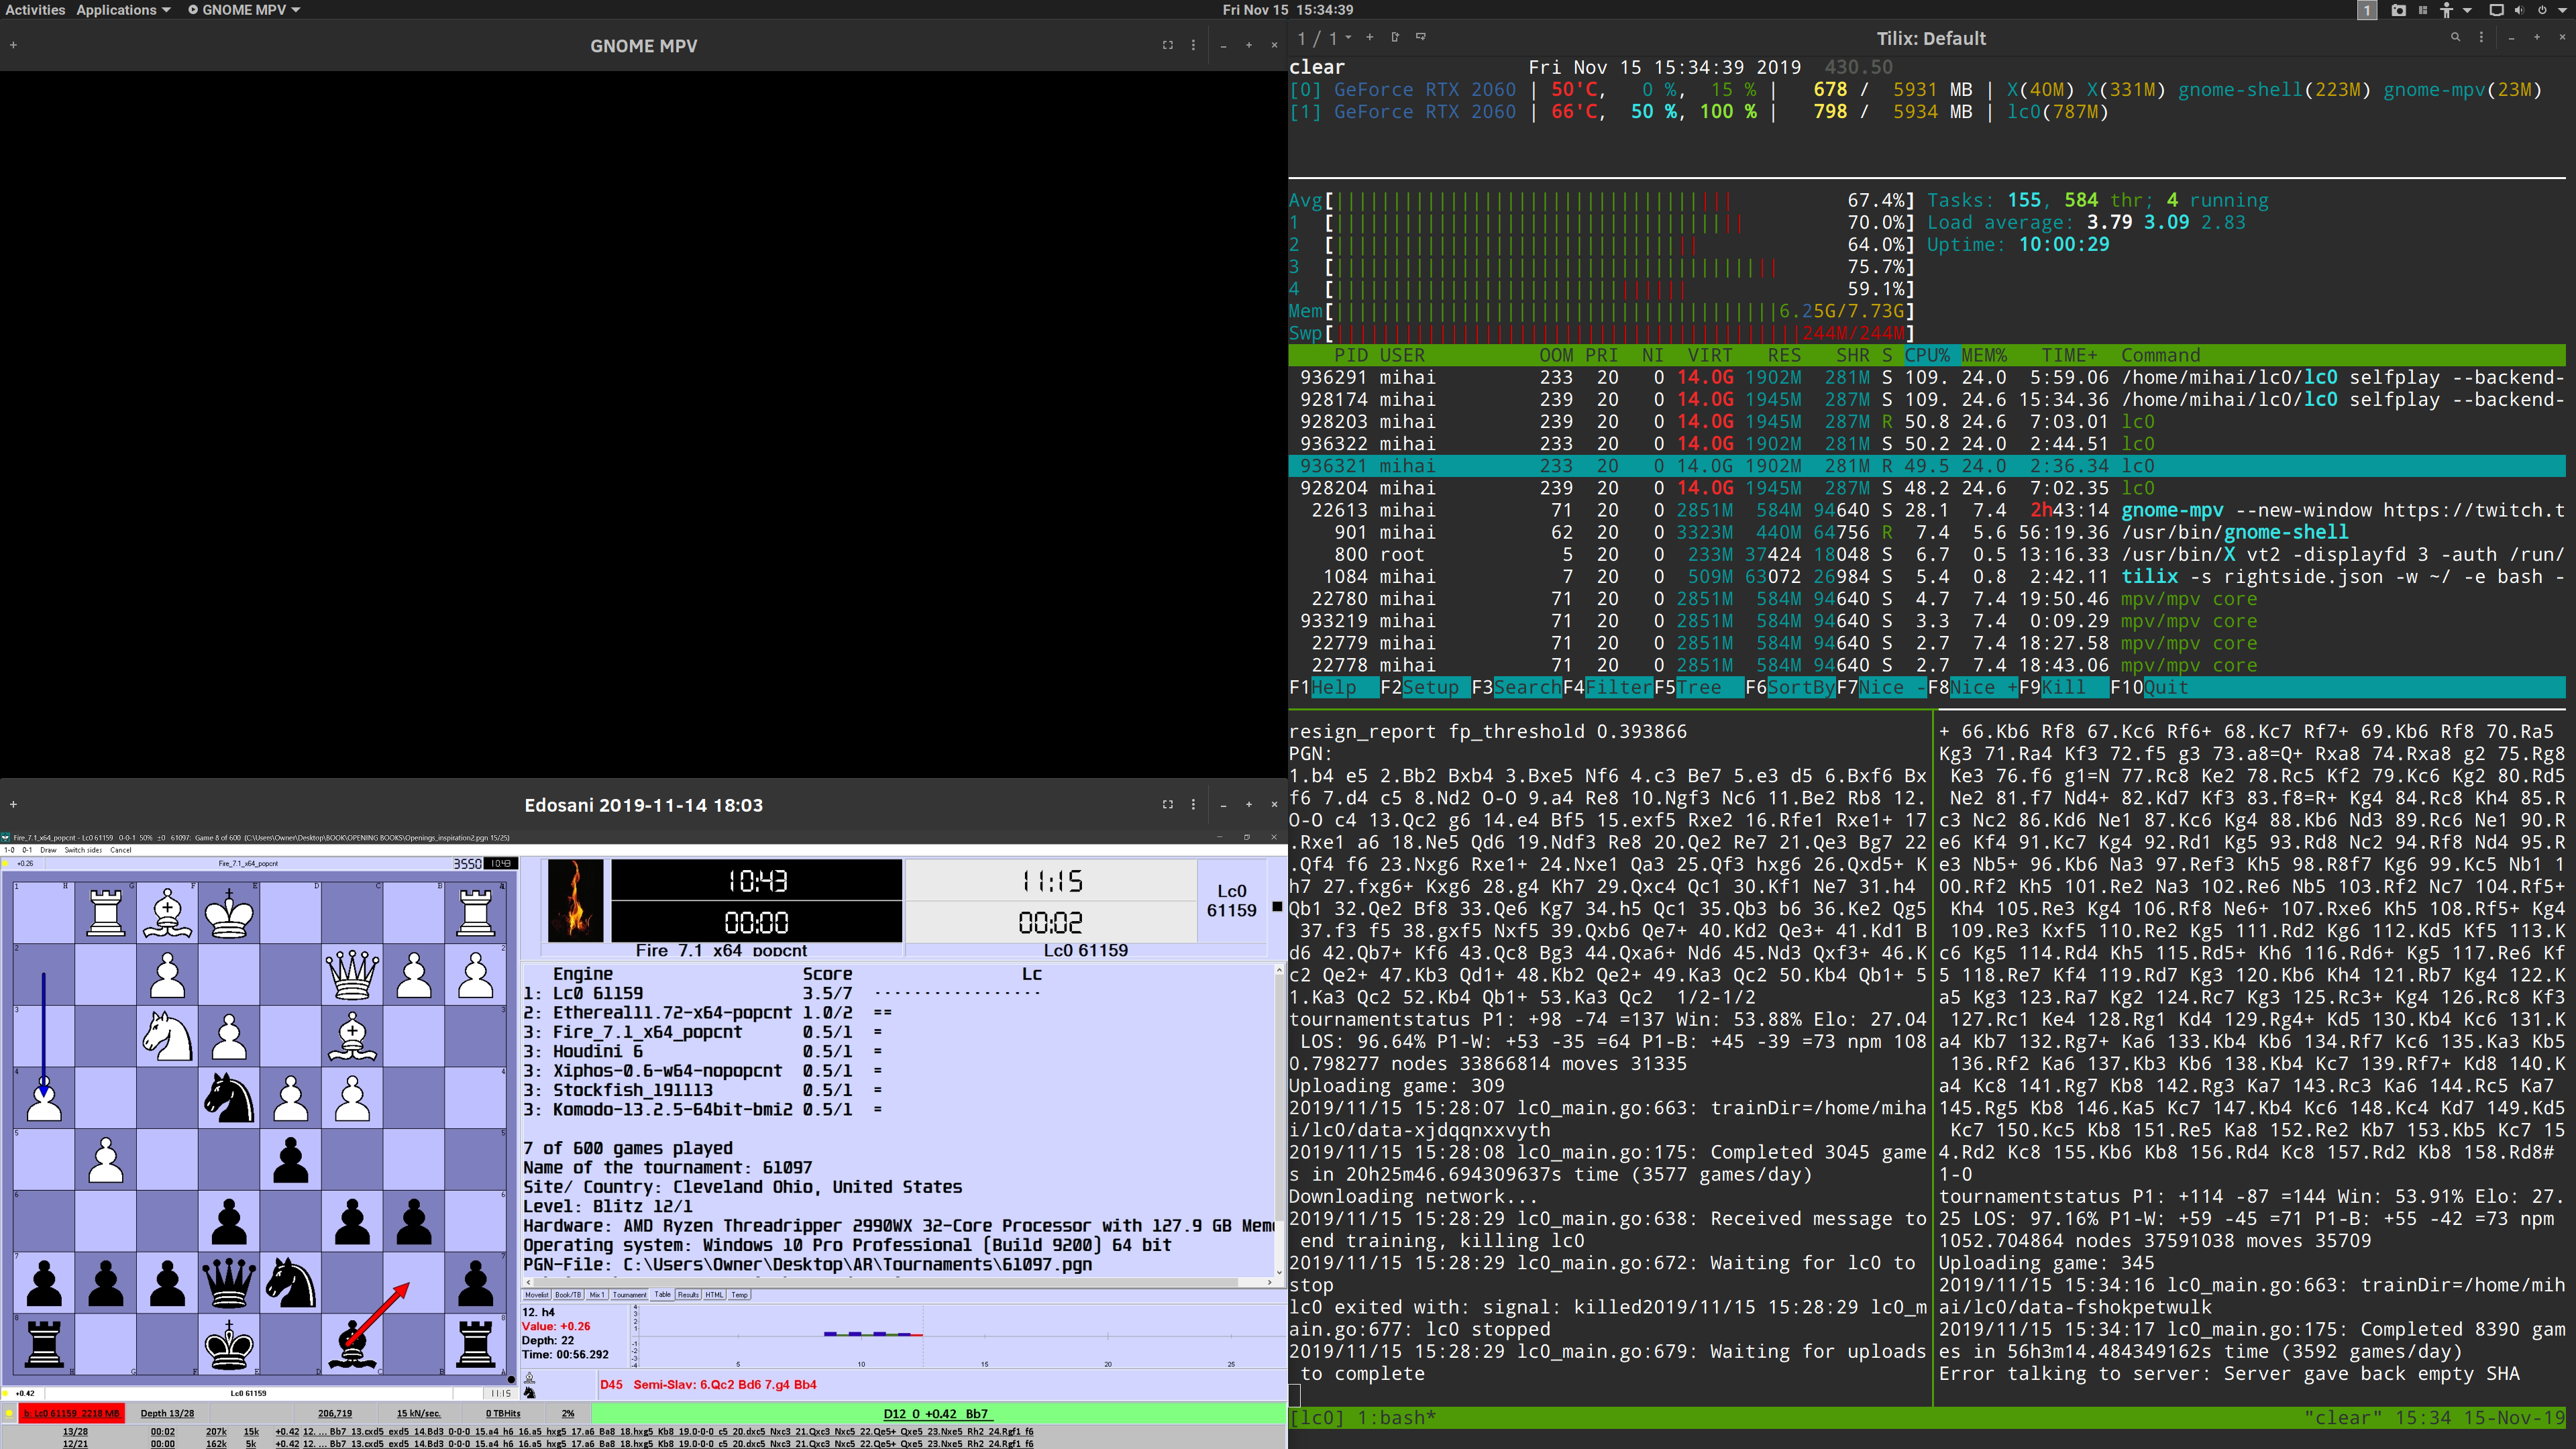 Activities Applications GNOME MPV Fri Nov 15 15:34:39 1
GNOME MPV
1 / 1 Tilix: Default
clear Fri Nov 15 15:34:39 2019 430.50
[0] GeForce RTX 2060 | 50'C, 0 %, 15 % | 678 / 5931 MB | X(40M) X(331M) gnome-shell(223M) gnome-mpv(23M)
[1] GeForce RTX 2060 | 66'C, 50 %, 100 % | 798 / 5934 MB | lc0(787M)
Avg[ 67.4%] Tasks: 155, 584 thr; 4 running
1 [ 70.0%] Load average: 3.79 3.09 2.83
2 [ 64.0%] Uptime: 10:00:29
3 [ 75.7%]
4 [ 59.1%]
Mem[ 6.25G/7.73G]
Swp[ 244M/244M]
PID USER OOM PRI NI VIRT RES SHR S CPU% MEM% TIME+ Command
936291 mihai 233 20 0 14.0G 1902M 281M S 109. 24.0 5:59.06 /home/mihai/lc0/lc0 selfplay --backend-
928174 mihai 239 20 0 14.0G 1945M 287M S 109. 24.6 15:34.36 /home/mihai/lc0/lc0 selfplay --backend-
928203 mihai 239 20 0 14.0G 1945M 287M R 50.8 24.6 7:03.01 lc0
936322 mihai 233 20 0 14.0G 1902M 281M S 50.2 24.0 2:44.51 lc0
936321 mihai 233 20 0 14.0G 1902M 281M R 49.5 24.0 2:36.34 lc0
928204 mihai 239 20 0 14.0G 1945M 287M S 48.2 24.6 7:02.35 lc0
22613 mihai 71 20 0 2851M 584M 94640 S 28.1 7.4 2h43:14 gnome-mpv --new-window https://twitch.t
901 mihai 62 20 0 3323M 440M 64756 R 7.4 5.6 56:19.36 /usr/bin/gnome-shell
800 root 5 20 0 233M 37424 18048 S 6.7 0.5 13:16.33 /usr/bin/X vt2 -displayfd 3 -auth /run/
1084 mihai 7 20 0 509M 63072 26984 S 5.4 0.8 2:42.11 tilix -s rightside.json -w ~/ -e bash -
22780 mihai 71 20 0 2851M 584M 94640 S 4.7 7.4 19:50.46 mpv/mpv core
933219 mihai 71 20 0 2851M 584M 94640 S 3.3 7.4 0:09.29 mpv/mpv core
22779 mihai 71 20 0 2851M 584M 94640 S 2.7 7.4 18:27.58 mpv/mpv core
22778 mihai 71 20 0 2851M 584M 94640 S 2.7 7.4 18:43.06 mpv/mpv core
F1Help F2Setup F3SearchF4FilterF5Tree F6SortByF7Nice -F8Nice +F9Kill F10Quit
resign_report fp_threshold 0.393866
PGN:
1.b4 e5 2.Bb2 Bxb4 3.Bxe5 Nf6 4.c3 Be7 5.e3 d5 6.Bxf6 Bx
f6 7.d4 c5 8.Nd2 O-O 9.a4 Re8 10.Ngf3 Nc6 11.Be2 Rb8 12.
O-O c4 13.Qc2 g6 14.e4 Bf5 15.exf5 Rxe2 16.Rfe1 Rxe1+ 17
.Rxe1 a6 18.Ne5 Qd6 19.Ndf3 Re8 20.Qe2 Re7 21.Qe3 Bg7 22
.Qf4 f6 23.Nxg6 Rxe1+ 24.Nxe1 Qa3 25.Qf3 hxg6 26.Qxd5+ K
h7 27.fxg6+ Kxg6 28.g4 Kh7 29.Qxc4 Qc1 30.Kf1 Ne7 31.h4
Qb1 32.Qe2 Bf8 33.Qe6 Kg7 34.h5 Qc1 35.Qb3 b6 36.Ke2 Qg5
37.f3 f5 38.gxf5 Nxf5 39.Qxb6 Qe7+ 40.Kd2 Qe3+ 41.Kd1 B
d6 42.Qb7+ Kf6 43.Qc8 Bg3 44.Qxa6+ Nd6 45.Nd3 Qxf3+ 46.K
c2 Qe2+ 47.Kb3 Qd1+ 48.Kb2 Qe2+ 49.Ka3 Qc2 50.Kb4 Qb1+ 5
1.Ka3 Qc2 52.Kb4 Qb1+ 53.Ka3 Qc2 1/2-1/2
tournamentstatus P1: +98 -74 =137 Win: 53.88% Elo: 27.04
LOS: 96.64% P1-W: +53 -35 =64 P1-B: +45 -39 =73 npm 108
0.798277 nodes 33866814 moves 31335
Uploading game: 309
2019/11/15 15:28:07 lc0_main.go:663: trainDir=/home/miha
i/lc0/data-xjdqqnxxvyth
2019/11/15 15:28:08 lc0_main.go:175: Completed 3045 game
s in 20h25m46.694309637s time (3577 games/day)
Downloading network...
2019/11/15 15:28:29 lc0_main.go:638: Received message to
end training, killing lc0
2019/11/15 15:28:29 lc0_main.go:672: Waiting for lc0 to
stop
lc0 exited with: signal: killed2019/11/15 15:28:29 lc0_m
ain.go:677: lc0 stopped
2019/11/15 15:28:29 lc0_main.go:679: Waiting for uploads
to complete
+ 66.Kb6 Rf8 67.Kc6 Rf6+ 68.Kc7 Rf7+ 69.Kb6 Rf8 70.Ra5
Kg3 71.Ra4 Kf3 72.f5 g3 73.a8=Q+ Rxa8 74.Rxa8 g2 75.Rg8
Ke3 76.f6 g1=N 77.Rc8 Ke2 78.Rc5 Kf2 79.Kc6 Kg2 80.Rd5
Ne2 81.f7 Nd4+ 82.Kd7 Kf3 83.f8=R+ Kg4 84.Rc8 Kh4 85.R
c3 Nc2 86.Kd6 Ne1 87.Kc6 Kg4 88.Kb6 Nd3 89.Rc6 Ne1 90.R
e6 Kf4 91.Kc7 Kg4 92.Rd1 Kg5 93.Rd8 Nc2 94.Rf8 Nd4 95.R
e3 Nb5+ 96.Kb6 Na3 97.Ref3 Kh5 98.R8f7 Kg6 99.Kc5 Nb1 1
00.Rf2 Kh5 101.Re2 Na3 102.Re6 Nb5 103.Rf2 Nc7 104.Rf5+
Kh4 105.Re3 Kg4 106.Rf8 Ne6+ 107.Rxe6 Kh5 108.Rf5+ Kg4
109.Re3 Kxf5 110.Re2 Kg5 111.Rd2 Kg6 112.Kd5 Kf5 113.K
c6 Kg5 114.Rd4 Kh5 115.Rd5+ Kh6 116.Rd6+ Kg5 117.Re6 Kf
5 118.Re7 Kf4 119.Rd7 Kg3 120.Kb6 Kh4 121.Rb7 Kg4 122.K
a5 Kg3 123.Ra7 Kg2 124.Rc7 Kg3 125.Rc3+ Kg4 126.Rc8 Kf3
127.Rc1 Ke4 128.Rg1 Kd4 129.Rg4+ Kd5 130.Kb4 Kc6 131.K
a4 Kb7 132.Rg7+ Ka6 133.Kb4 Kb6 134.Rf7 Kc6 135.Ka3 Kb5
136.Rf2 Ka6 137.Kb3 Kb6 138.Kb4 Kc7 139.Rf7+ Kd8 140.K
a4 Kc8 141.Rg7 Kb8 142.Rg3 Ka7 143.Rc3 Ka6 144.Rc5 Ka7
145.Rg5 Kb8 146.Ka5 Kc7 147.Kb4 Kc6 148.Kc4 Kd7 149.Kd5
Kc7 150.Kc5 Kb8 151.Re5 Ka8 152.Re2 Kb7 153.Kb5 Kc7 15
4.Rd2 Kc8 155.Kb6 Kb8 156.Rd4 Kc8 157.Rd2 Kb8 158.Rd8#
1-0
tournamentstatus P1: +114 -87 =144 Win: 53.91% Elo: 27.
25 LOS: 97.16% P1-W: +59 -45 =71 P1-B: +55 -42 =73 npm
1052.704864 nodes 37591038 moves 35709
Uploading game: 345
2019/11/15 15:34:16 lc0_main.go:663: trainDir=/home/mih
ai/lc0/data-fshokpetwulk
2019/11/15 15:34:17 lc0_main.go:175: Completed 8390 gam
es in 56h3m14.484349162s time (3592 games/day)
Error talking to server: Server gave back empty SHA
[lc0] 1:bash* "clear" 15:34 15-Nov-19
Edosani 2019-11-14 18:03
Fire_7.1_x64_popcnt - Lc0 61159 0-0-1 50% ±0 61097: Game 8 of 600 (C:\Users\Owner\Desktop\BOOK\OPENING BOOKS\Openings_inspiration2.pgn 15/25)
1-0 0-1 Draw Switch sides Cancel
+0.26 Fire_7.1_x64_popcnt 3550 10:43
10:43 11:15 Lc0
00:00 00:02 61159
Fire 7.1 x64 popcnt Lc0 61159
1 H G F E D C B A
2 2
3 3
4 4
5 5
6 6
7 7
8 H G F E D C B A 8
Engine Score Lc
1: Lc0 61159 3.5/7 - - - - - - - - - - - - - - - - -
2: Ethereal11.72-x64-popcnt 1.0/2 ==
3: Fire_7.1_x64_popcnt 0.5/1 =
3: Houdini 6 0.5/1 =
3: Xiphos-0.6-w64-nopopcnt 0.5/1 =
3: Stockfish_191113 0.5/1 =
3: Komodo-13.2.5-64bit-bmi2 0.5/1 =
7 of 600 games played
Name of the tournament: 61097
Site/ Country: Cleveland Ohio, United States
Level: Blitz 12/1
Hardware: AMD Ryzen Threadripper 2990WX 32-Core Processor with 127.9 GB Mem
Operating system: Windows 10 Pro Professional (Build 9200) 64 bit
PGN-File: C:\Users\Owner\Desktop\AR\Tournaments\61097.pgn
Movelist Book/TB Mix 1 Tournament Table Results HTML Temp
12. h4
Value: +0.26
Depth: 22
Time: 00:56.292
4 3 2 1 -1 -2 -3 -4
5 10 15 20 25
D45 Semi-Slav: 6.Qc2 Bd6 7.g4 Bb4
+0.42 Lc0 61159 11:15
b: Lc0 61159 2218 MB Depth 13/28 206,719 15 kN/sec. 0 TBHits 2% D12 0 +0.42 Bb7
13/28 00:02 207k 15k +0.42 12. ... Bb7 13.cxd5 exd5 14.Bd3 0-0-0 15.a4 h6 16.a5 hxg5 17.a6 Ba8 18.hxg5 Kb8 19.0-0-0 c5 20.dxc5 Nxc3 21.Qxc3 Nxc5 22.Qe5+ Qxe5 23.Nxe5 Rh2 24.Rgf1 f6
12/21 00:00 162k 5k +0.42 12. ... Bb7 13.cxd5 exd5 14.Bd3 0-0-0 15.a4 h6 16.a5 hxg5 17.a6 Ba8 18.hxg5 Kb8 19.0-0-0 c5 20.dxc5 Nxc3 21.Qxc3 Nxc5 22.Qe5+ Qxe5 23.Nxe5 Rh2 24.Rgf1 f6